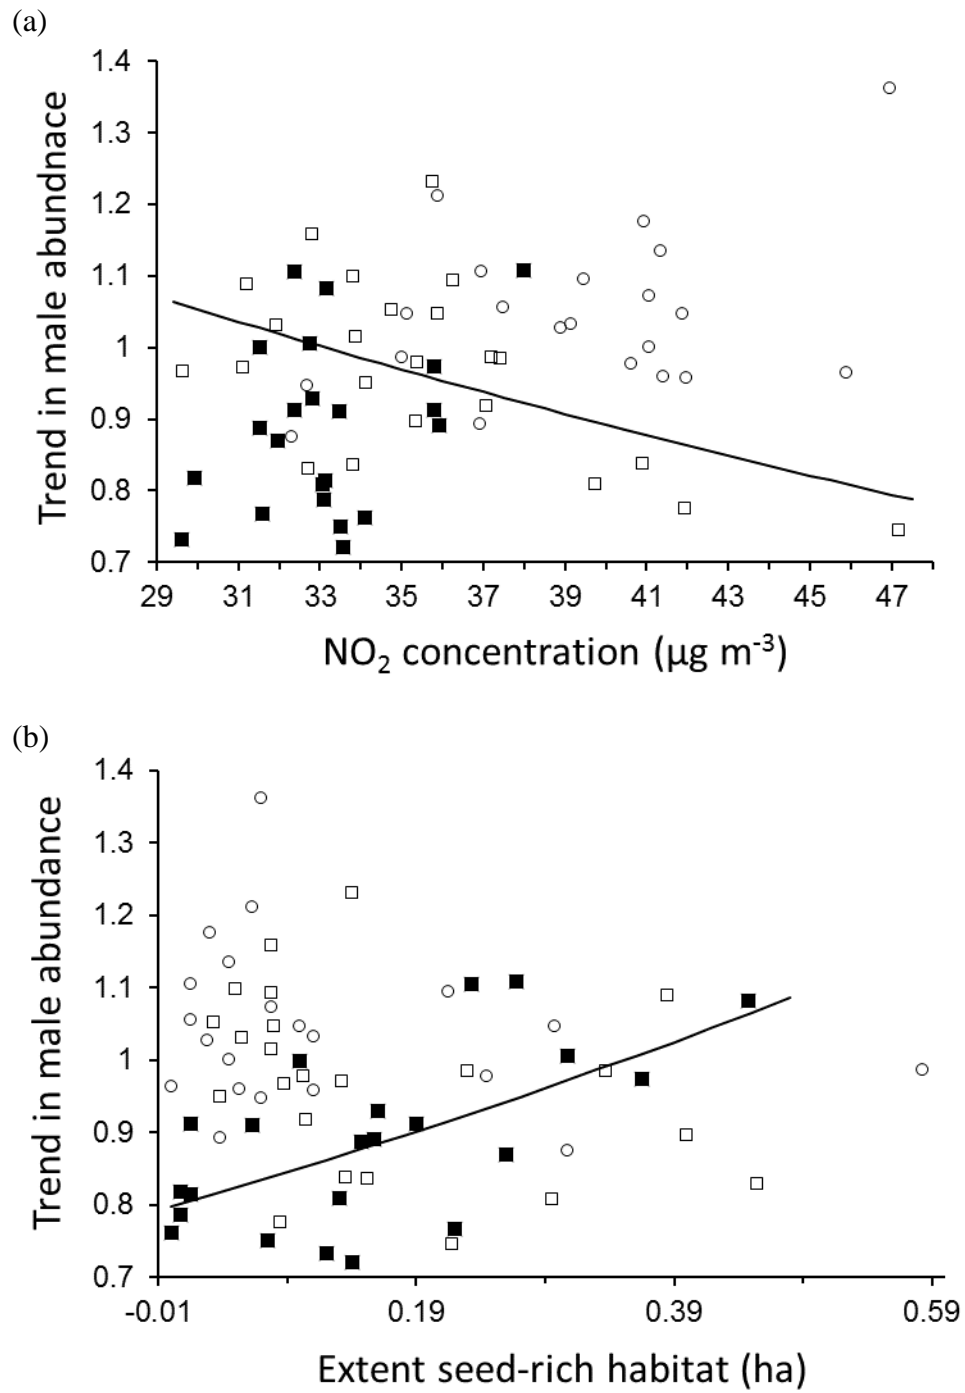 (a)
1.4
1.3
1.2
1.1
1
0.9
0.8
0.7
Trend in male abundnace
29 31 33 35 37 39 41 43 45 47
NO₂ concentration (µg m⁻³)
(b)
1.4
1.3
1.2
1.1
1
0.9
0.8
0.7
Trend in male abundance
-0.01 0.19 0.39 0.59
Extent seed-rich habitat (ha)